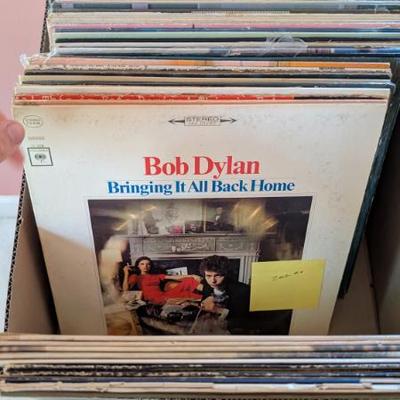 STEREO
Bob Dylan
Bringing It All Back Home